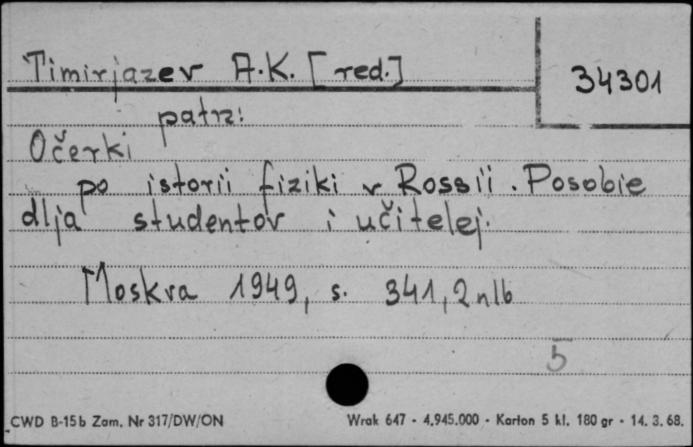 Timirjazev A.K. [red.]
34301
patrz:
Očerki
po istorii fiziki v Rossii. Posobie
dlja studentov i učitelej.
Moskva 1949, s. 341, 2 nlb
5
CWD B-15b Zam. Nr 317/DW/ON
Wrak 647 - 4.945.000 - Karton 5 kl. 180 gr - 14. 3. 68.